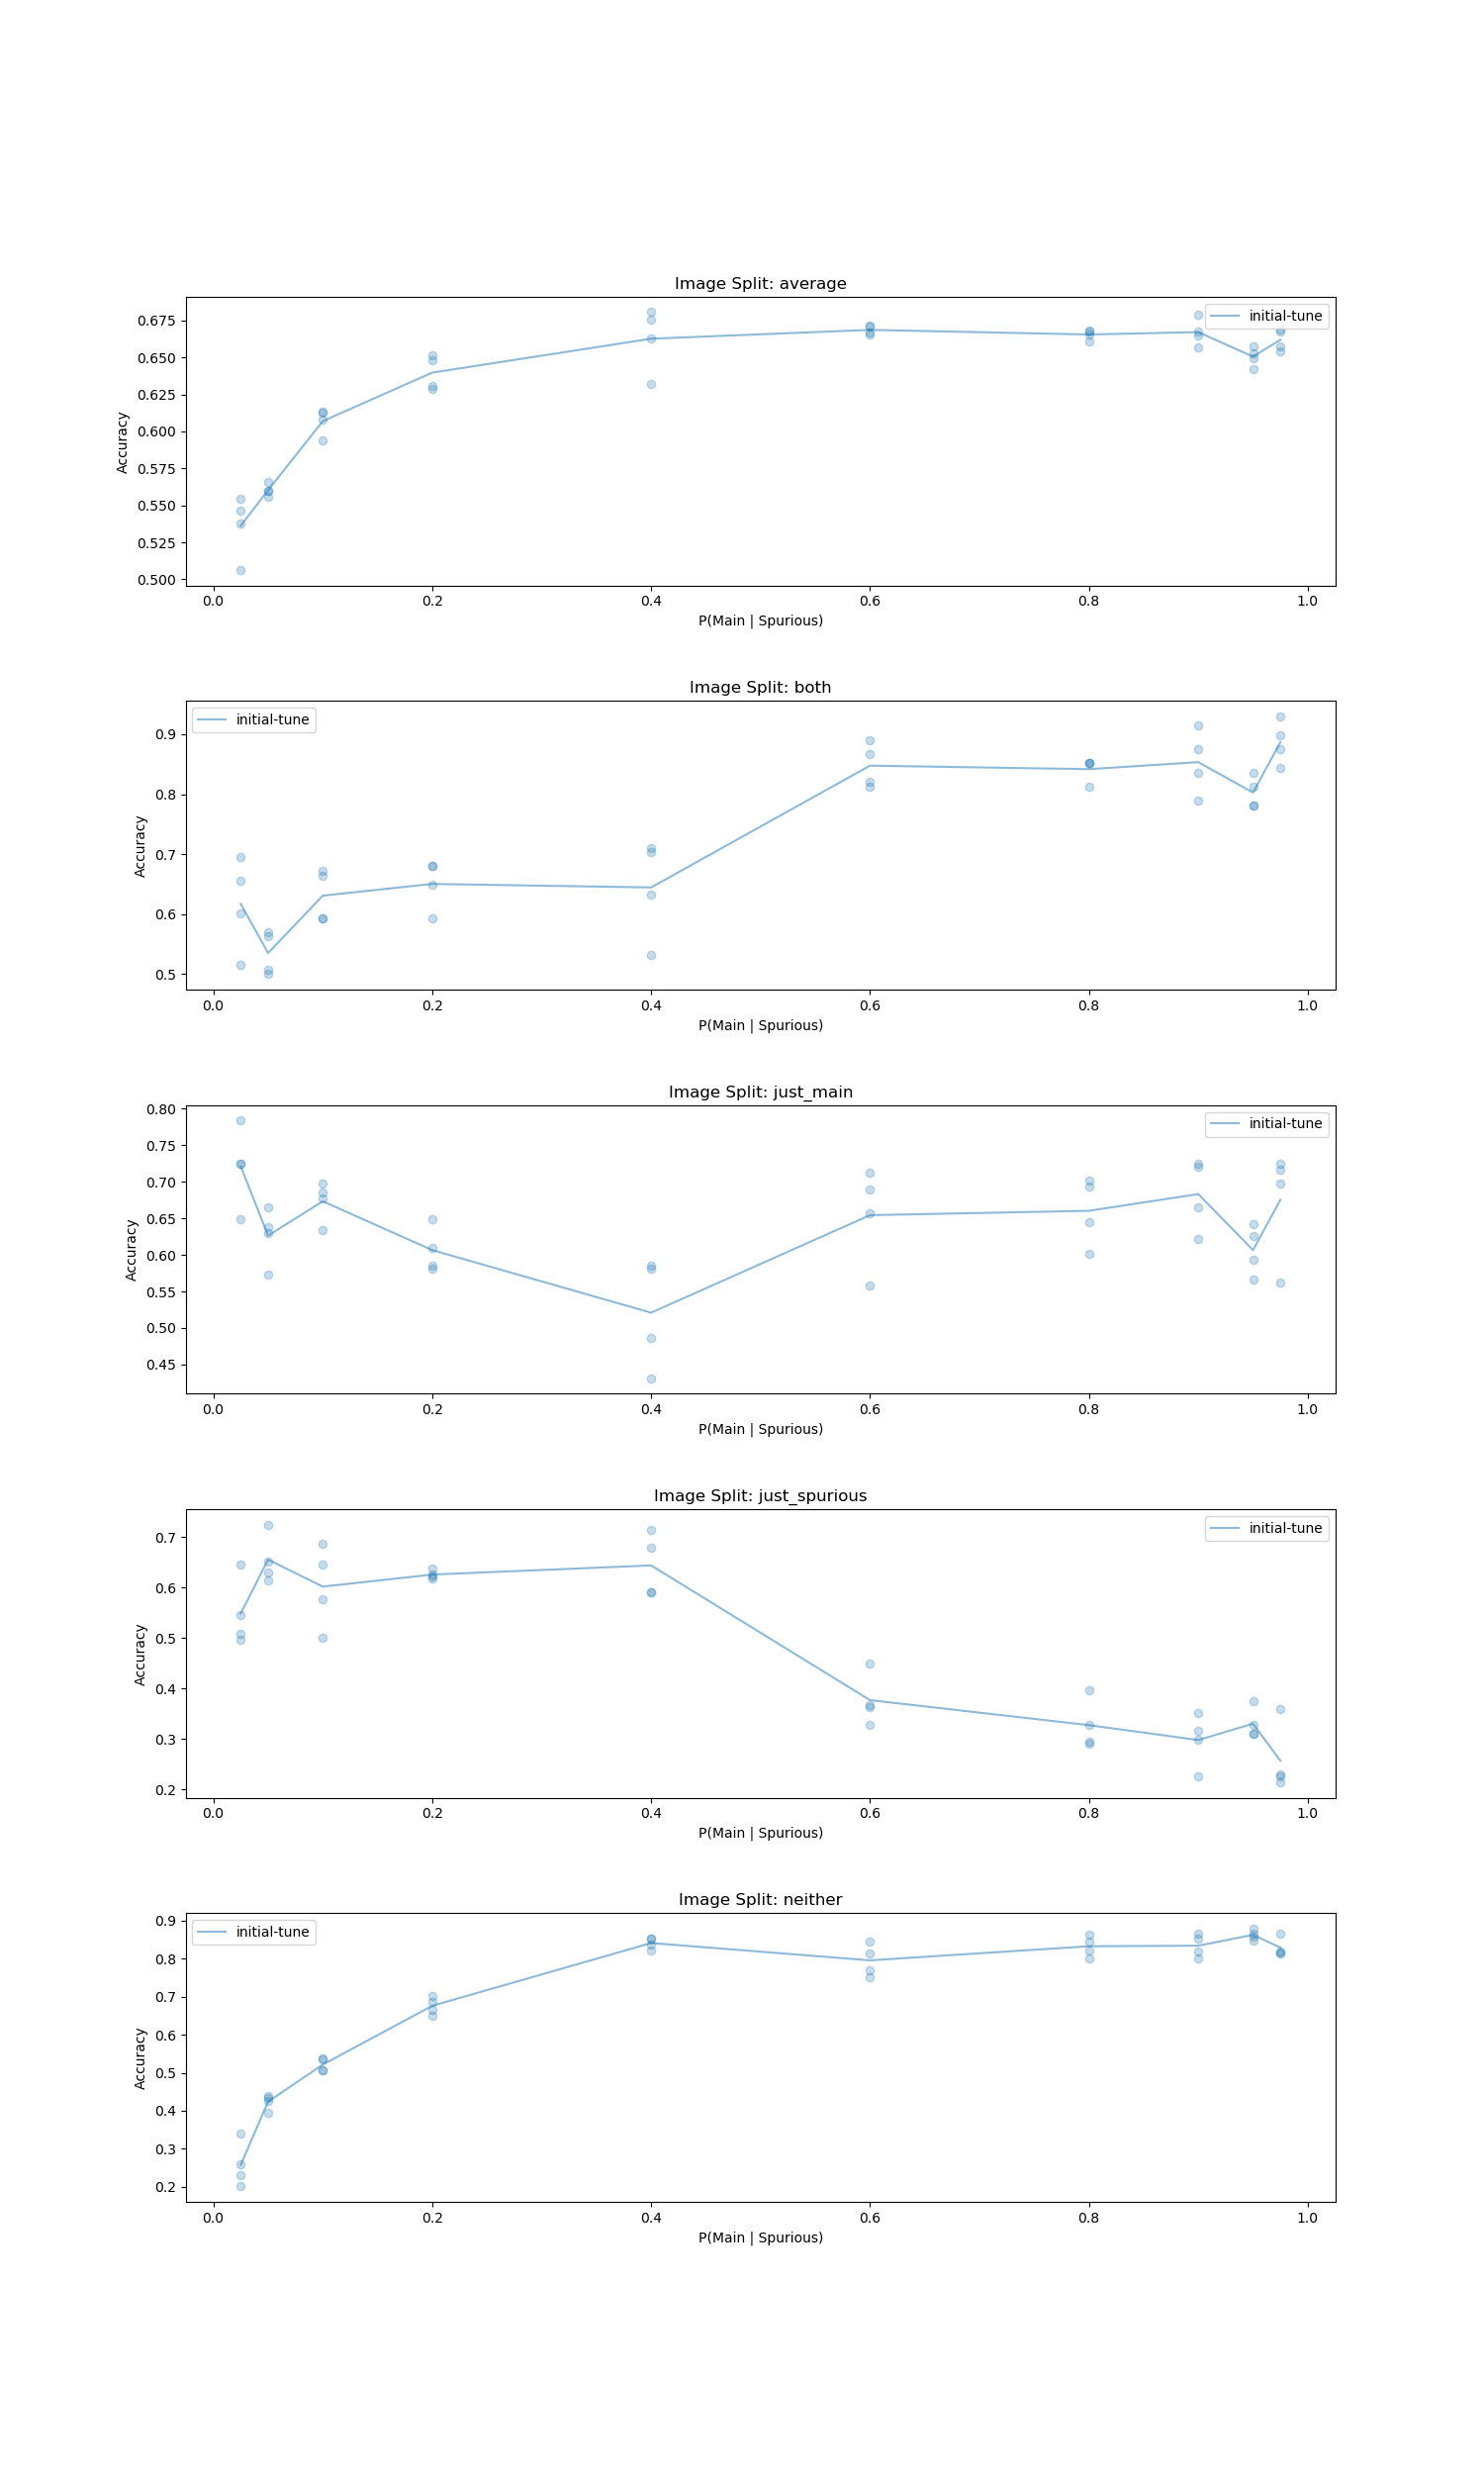 Image Split: average
initial-tune
Accuracy
0.675
0.650
0.625
0.600
0.575
0.550
0.525
0.500
0.0 0.2 0.4 0.6 0.8 1.0
P(Main | Spurious)
Image Split: both
initial-tune
Accuracy
0.9
0.8
0.7
0.6
0.5
0.0 0.2 0.4 0.6 0.8 1.0
P(Main | Spurious)
Image Split: just_main
initial-tune
Accuracy
0.80
0.75
0.70
0.65
0.60
0.55
0.50
0.45
0.0 0.2 0.4 0.6 0.8 1.0
P(Main | Spurious)
Image Split: just_spurious
initial-tune
Accuracy
0.7
0.6
0.5
0.4
0.3
0.2
0.0 0.2 0.4 0.6 0.8 1.0
P(Main | Spurious)
Image Split: neither
initial-tune
Accuracy
0.9
0.8
0.7
0.6
0.5
0.4
0.3
0.2
0.0 0.2 0.4 0.6 0.8 1.0
P(Main | Spurious)